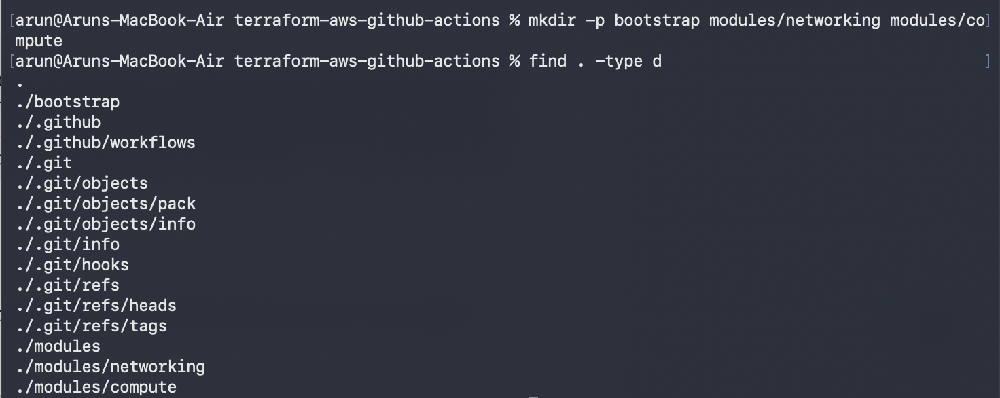 [arun@Aruns-MacBook-Air terraform-aws-github-actions % mkdir -p bootstrap modules/networking modules/co]
mpute
[arun@Aruns-MacBook-Air terraform-aws-github-actions % find . -type d ]
.
./bootstrap
./.github
./.github/workflows
./.git
./.git/objects
./.git/objects/pack
./.git/objects/info
./.git/info
./.git/hooks
./.git/refs
./.git/refs/heads
./.git/refs/tags
./modules
./modules/networking
./modules/compute